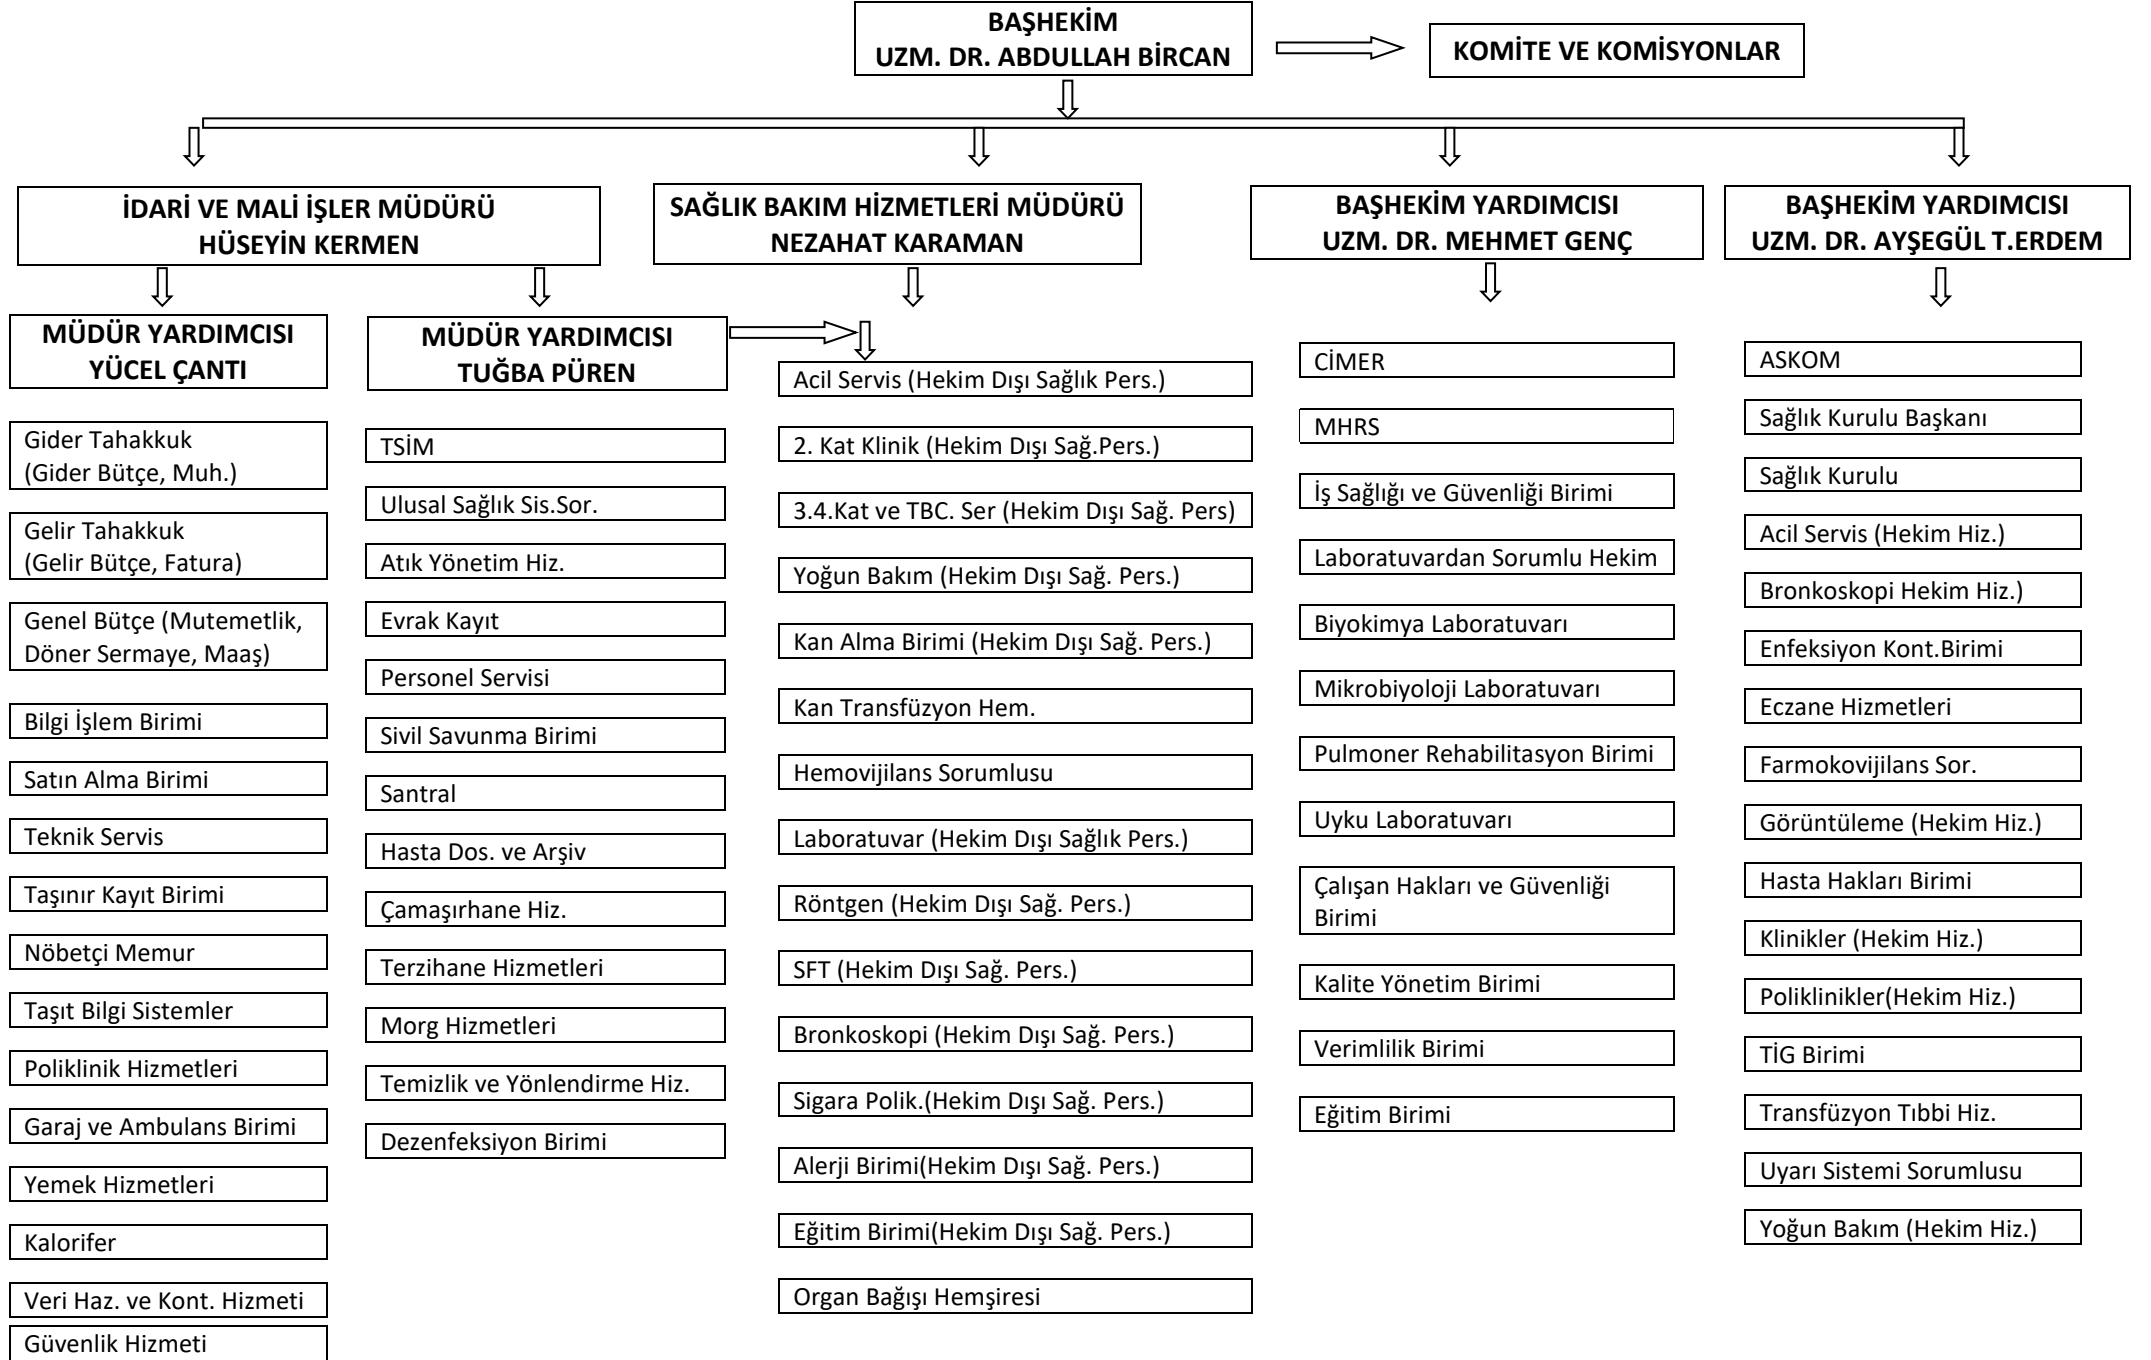 BAŞHEKİM
UZM. DR. ABDULLAH BİRCAN
KOMİTE VE KOMİSYONLAR
İDARİ VE MALİ İŞLER MÜDÜRÜ
HÜSEYİN KERMEN
SAĞLIK BAKIM HİZMETLERİ MÜDÜRÜ
NEZAHAT KARAMAN
BAŞHEKİM YARDIMCISI
UZM. DR. MEHMET GENÇ
BAŞHEKİM YARDIMCISI
UZM. DR. AYŞEGÜL T.ERDEM
MÜDÜR YARDIMCISI
YÜCEL ÇANTI
Gider Tahakkuk
(Gider Bütçe, Muh.)
Gelir Tahakkuk
(Gelir Bütçe, Fatura)
Genel Bütçe (Mutemetlik,
Döner Sermaye, Maaş)
Bilgi İşlem Birimi
Satın Alma Birimi
Teknik Servis
Taşınır Kayıt Birimi
Nöbetçi Memur
Taşıt Bilgi Sistemler
Poliklinik Hizmetleri
Garaj ve Ambulans Birimi
Yemek Hizmetleri
Kalorifer
Veri Haz. ve Kont. Hizmeti
Güvenlik Hizmeti
MÜDÜR YARDIMCISI
TUĞBA PÜREN
TSİM
Ulusal Sağlık Sis.Sor.
Atık Yönetim Hiz.
Evrak Kayıt
Personel Servisi
Sivil Savunma Birimi
Santral
Hasta Dos. ve Arşiv
Çamaşırhane Hiz.
Terzihane Hizmetleri
Morg Hizmetleri
Temizlik ve Yönlendirme Hiz.
Dezenfeksiyon Birimi
Acil Servis (Hekim Dışı Sağlık Pers.)
2. Kat Klinik (Hekim Dışı Sağ.Pers.)
3.4.Kat ve TBC. Ser (Hekim Dışı Sağ. Pers)
Yoğun Bakım (Hekim Dışı Sağ. Pers.)
Kan Alma Birimi (Hekim Dışı Sağ. Pers.)
Kan Transfüzyon Hem.
Hemovijilans Sorumlusu
Laboratuvar (Hekim Dışı Sağlık Pers.)
Röntgen (Hekim Dışı Sağ. Pers.)
SFT (Hekim Dışı Sağ. Pers.)
Bronkoskopi (Hekim Dışı Sağ. Pers.)
Sigara Polik.(Hekim Dışı Sağ. Pers.)
Alerji Birimi(Hekim Dışı Sağ. Pers.)
Eğitim Birimi(Hekim Dışı Sağ. Pers.)
Organ Bağışı Hemşiresi
CİMER
MHRS
İş Sağlığı ve Güvenliği Birimi
Laboratuvardan Sorumlu Hekim
Biyokimya Laboratuvarı
Mikrobiyoloji Laboratuvarı
Pulmoner Rehabilitasyon Birimi
Uyku Laboratuvarı
Çalışan Hakları ve Güvenliği
Birimi
Kalite Yönetim Birimi
Verimlilik Birimi
Eğitim Birimi
ASKOM
Sağlık Kurulu Başkanı
Sağlık Kurulu
Acil Servis (Hekim Hiz.)
Bronkoskopi Hekim Hiz.)
Enfeksiyon Kont.Birimi
Eczane Hizmetleri
Farmokovijilans Sor.
Görüntüleme (Hekim Hiz.)
Hasta Hakları Birimi
Klinikler (Hekim Hiz.)
Poliklinikler(Hekim Hiz.)
TİG Birimi
Transfüzyon Tıbbi Hiz.
Uyarı Sistemi Sorumlusu
Yoğun Bakım (Hekim Hiz.)